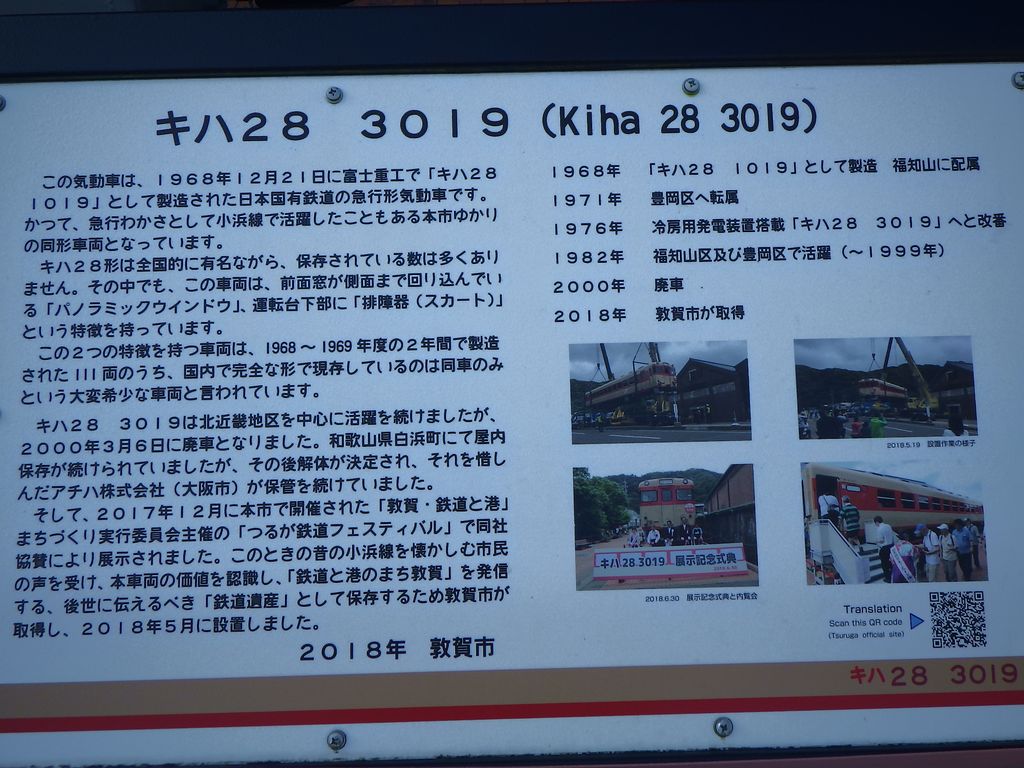 キハ28 3019 (Kiha 28 3019)
この気動車は、1968年12月21日に富士重工で「キハ28
1019」として製造された日本国有鉄道の急行形気動車です。
かつて、急行わかさとして小浜線で活躍したこともある本市ゆかり
の同形車両となっています。
キハ28形は全国的に有名ながら、保存されている数は多くあり
ません。その中でも、この車両は、前面窓が側面まで回り込んでい
る「パノラミックウインドウ」、運転台下部に「排障器（スカート）」
という特徴を持っています。
この2つの特徴を持つ車両は、1968～1969年度の2年間で製造
された111両のうち、国内で完全な形で現存しているのは同車のみ
という大変希少な車両と言われています。
キハ28 3019は北近畿地区を中心に活躍を続けましたが、
2000年3月6日に廃車となりました。和歌山県白浜町にて屋内
保存が続けられていましたが、その後解体が決定され、それを惜し
んだアチハ株式会社（大阪市）が保管を続けていました。
そして、2017年12月に本市で開催された「敦賀・鉄道と港」
まちづくり実行委員会主催の「つるが鉄道フェスティバル」で同社
協賛により展示されました。このときの昔の小浜線を懐かしむ市民
の声を受け、本車両の価値を認識し、「鉄道と港のまち敦賀」を発信
する、後世に伝えるべき「鉄道遺産」として保存するため敦賀市が
取得し、2018年5月に設置しました。
2018年 敦賀市
1968年 「キハ28 1019」として製造 福知山に配属
1971年 豊岡区へ転属
1976年 冷房用発電装置搭載「キハ28 3019」へと改番
1982年 福知山区及び豊岡区で活躍（～1999年）
2000年 廃車
2018年 敦賀市が取得
2018.5.19 設置作業の様子
キハ28 3019 展示記念式典
2018.6.30
2018.6.30 展示記念式典と内覧会
Translation
Scan this QR code
(Tsuruga official site)
キハ28 3019